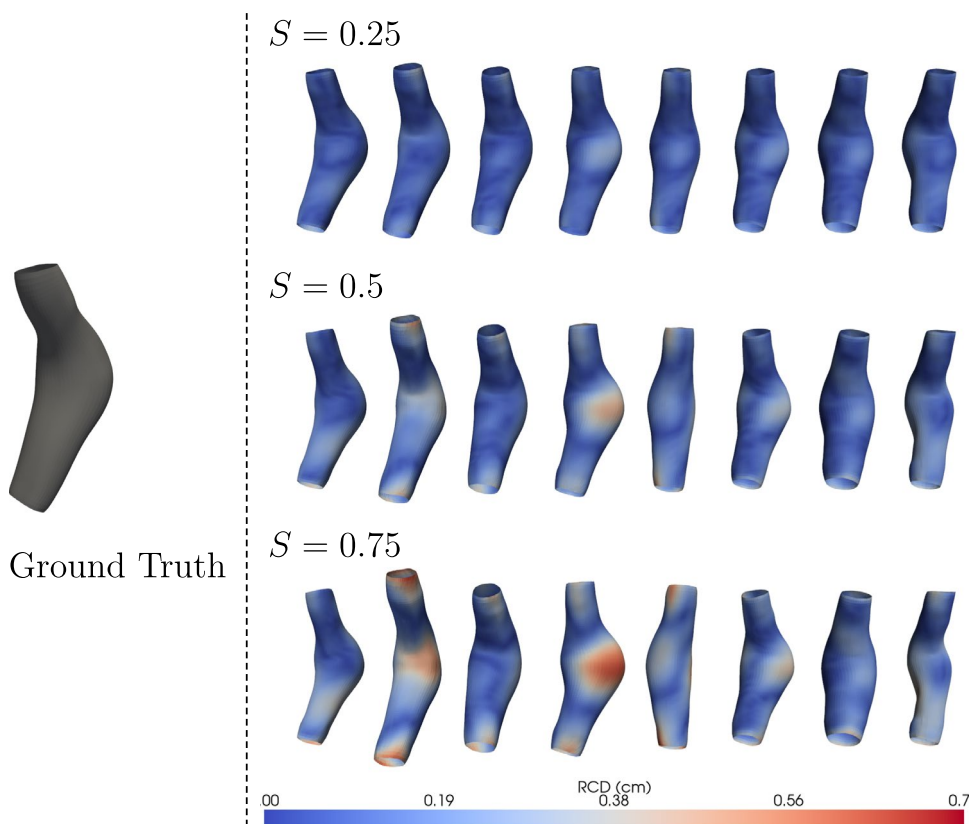 S = 0.25
S = 0.5
Ground Truth
S = 0.75
RCD (cm)
.00 0.19 0.38 0.56 0.7